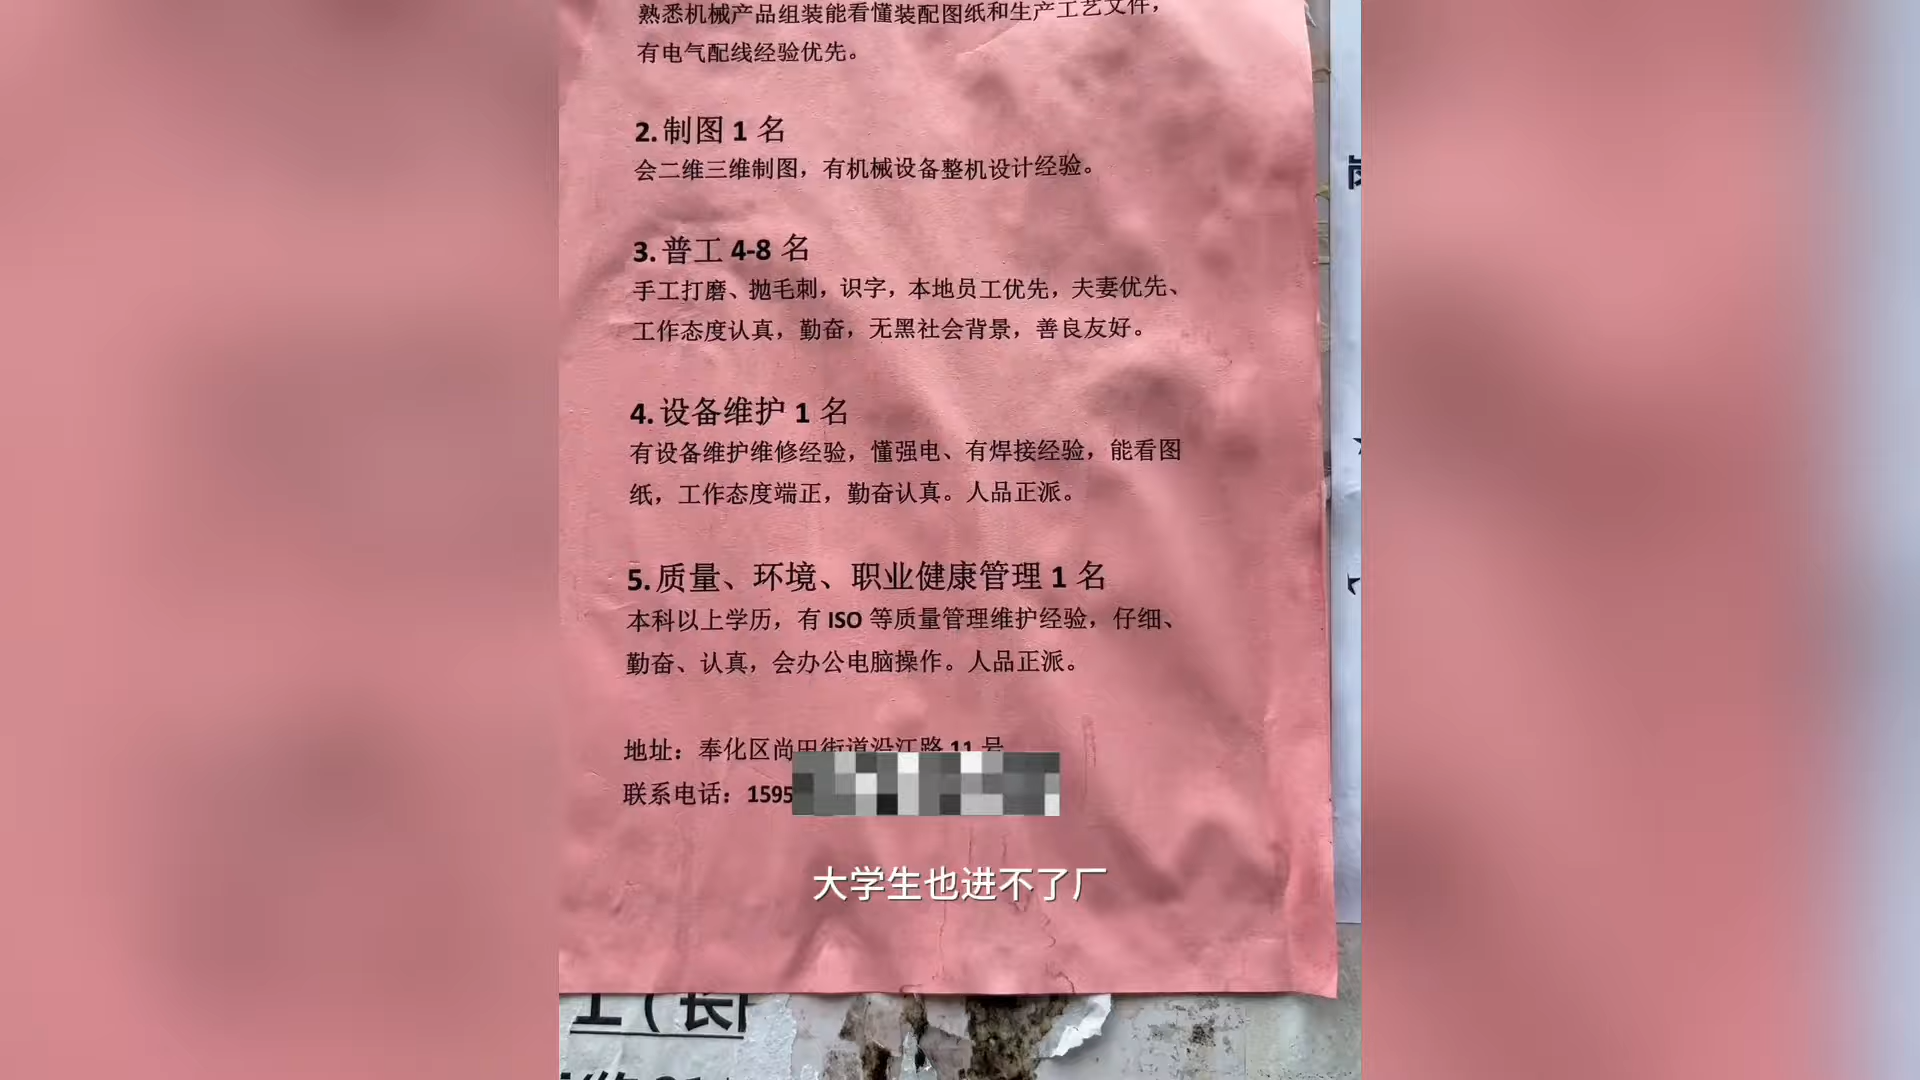 熟悉机械产品组装能看懂装配图纸和生产工艺文件，
有电气配线经验优先。
2.制图 1 名
会二维三维制图，有机械设备整机设计经验。
3.普工 4-8 名
手工打磨、抛毛刺，识字，本地员工优先，夫妻优先、
工作态度认真，勤奋，无黑社会背景，善良友好。
4.设备维护 1 名
有设备维护维修经验，懂强电、有焊接经验，能看图
纸，工作态度端正，勤奋认真。人品正派。
5.质量、环境、职业健康管理 1 名
本科以上学历，有 ISO 等质量管理维护经验，仔细、
勤奋、认真，会办公电脑操作。人品正派。
地址：奉化区尚田街道沿江路 11 号
联系电话：1595
大学生也进不了厂
工（长